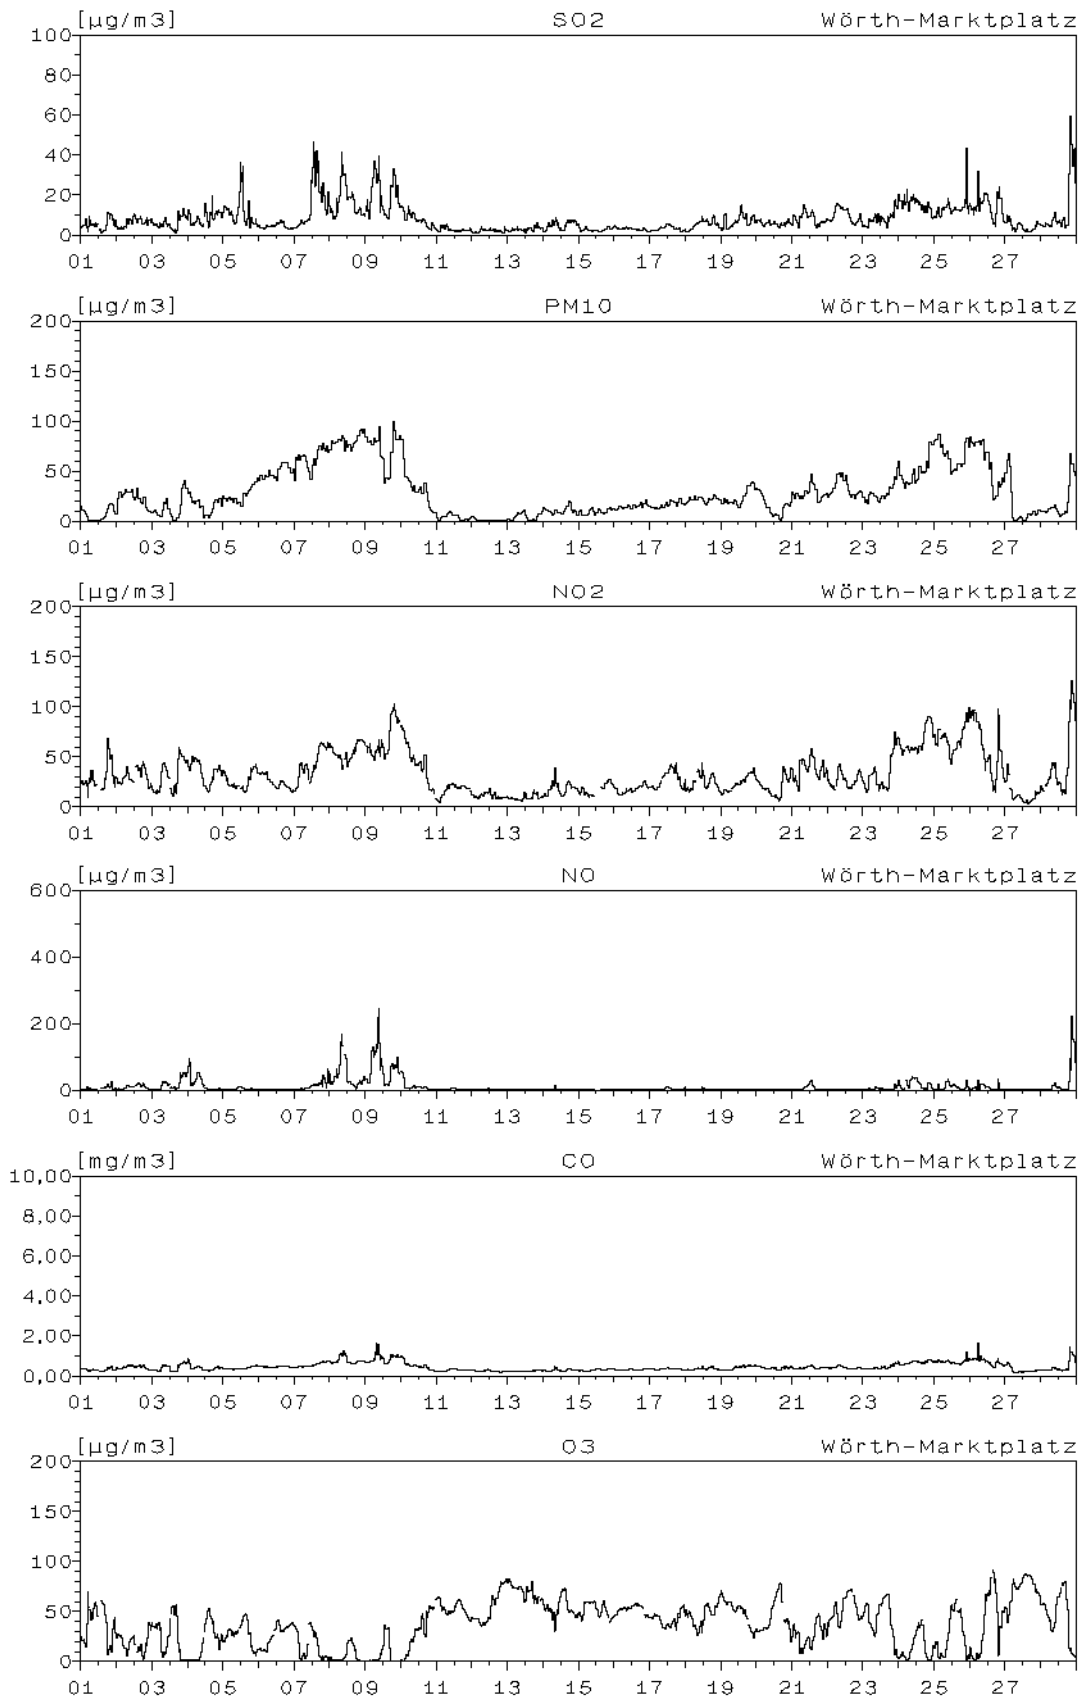 [µg/m3] SO2 Wörth-Marktplatz
100
80
60
40
20
0
01 03 05 07 09 11 13 15 17 19 21 23 25 27
[µg/m3] PM10 Wörth-Marktplatz
200
150
100
50
0
01 03 05 07 09 11 13 15 17 19 21 23 25 27
[µg/m3] NO2 Wörth-Marktplatz
200
150
100
50
0
01 03 05 07 09 11 13 15 17 19 21 23 25 27
[µg/m3] NO Wörth-Marktplatz
600
400
200
0
01 03 05 07 09 11 13 15 17 19 21 23 25 27
[mg/m3] CO Wörth-Marktplatz
10,00
8,00
6,00
4,00
2,00
0,00
01 03 05 07 09 11 13 15 17 19 21 23 25 27
[µg/m3] O3 Wörth-Marktplatz
200
150
100
50
0
01 03 05 07 09 11 13 15 17 19 21 23 25 27